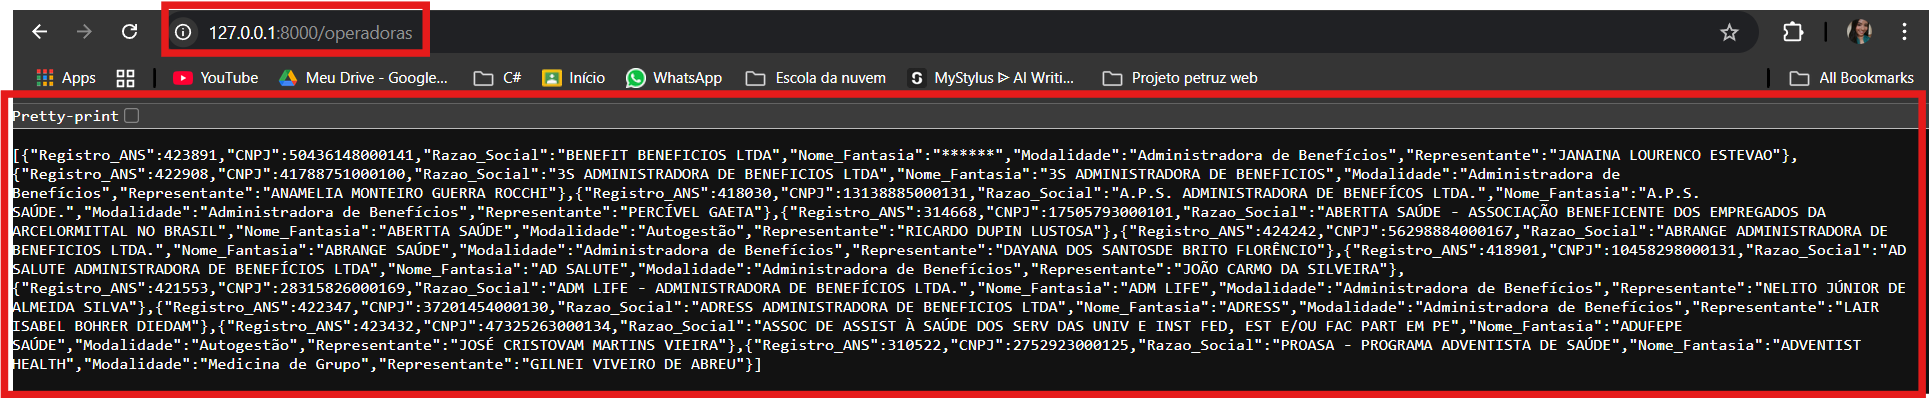 127.0.0.1:8000/operadoras
Apps YouTube Meu Drive - Google... C# Início WhatsApp Escola da nuvem MyStylus ᐉ AI Writi... Projeto petruz web All Bookmarks
Pretty-print
[{"Registro_ANS":423891,"CNPJ":50436148000141,"Razao_Social":"BENEFIT BENEFICIOS LTDA","Nome_Fantasia":"******","Modalidade":"Administradora de Benefícios","Representante":"JANAINA LOURENCO ESTEVAO"},
{"Registro_ANS":422908,"CNPJ":41788751000100,"Razao_Social":"3S ADMINISTRADORA DE BENEFICIOS LTDA","Nome_Fantasia":"3S ADMINISTRADORA DE BENEFICIOS","Modalidade":"Administradora de
Benefícios","Representante":"ANAMELIA MONTEIRO GUERRA ROCCHI"},{"Registro_ANS":418030,"CNPJ":13138885000131,"Razao_Social":"A.P.S. ADMINISTRADORA DE BENEFÍCOS LTDA.","Nome_Fantasia":"A.P.S.
SAÚDE.","Modalidade":"Administradora de Benefícios","Representante":"PERCÍVEL GAETA"},{"Registro_ANS":314668,"CNPJ":17505793000101,"Razao_Social":"ABERTTA SAÚDE - ASSOCIAÇÃO BENEFICENTE DOS EMPREGADOS DA
ARCELORMITTAL NO BRASIL","Nome_Fantasia":"ABERTTA SAÚDE","Modalidade":"Autogestão","Representante":"RICARDO DUPIN LUSTOSA"},{"Registro_ANS":424242,"CNPJ":56298884000167,"Razao_Social":"ABRANGE ADMINISTRADORA DE
BENEFICIOS LTDA.","Nome_Fantasia":"ABRANGE SAÚDE","Modalidade":"Administradora de Benefícios","Representante":"DAYANA DOS SANTOSDE BRITO FLORÊNCIO"},{"Registro_ANS":418901,"CNPJ":10458298000131,"Razao_Social":"AD
SALUTE ADMINISTRADORA DE BENEFÍCIOS LTDA","Nome_Fantasia":"AD SALUTE","Modalidade":"Administradora de Benefícios","Representante":"JOÃO CARMO DA SILVEIRA"},
{"Registro_ANS":421553,"CNPJ":28315826000169,"Razao_Social":"ADM LIFE - ADMINISTRADORA DE BENEFÍCIOS LTDA.","Nome_Fantasia":"ADM LIFE","Modalidade":"Administradora de Benefícios","Representante":"NELITO JÚNIOR DE
ALMEIDA SILVA"},{"Registro_ANS":422347,"CNPJ":37201454000130,"Razao_Social":"ADRESS ADMINISTRADORA DE BENEFICIOS LTDA","Nome_Fantasia":"ADRESS","Modalidade":"Administradora de Benefícios","Representante":"LAIR
ISABEL BOHRER DIEDAM"},{"Registro_ANS":423432,"CNPJ":47325263000134,"Razao_Social":"ASSOC DE ASSIST À SAÚDE DOS SERV DAS UNIV E INST FED, EST E/OU FAC PART EM PE","Nome_Fantasia":"ADUFEPE
SAÚDE","Modalidade":"Autogestão","Representante":"JOSÉ CRISTOVAM MARTINS VIEIRA"},{"Registro_ANS":310522,"CNPJ":2752923000125,"Razao_Social":"PROASA - PROGRAMA ADVENTISTA DE SAÚDE","Nome_Fantasia":"ADVENTIST
HEALTH","Modalidade":"Medicina de Grupo","Representante":"GILNEI VIVEIRO DE ABREU"}]